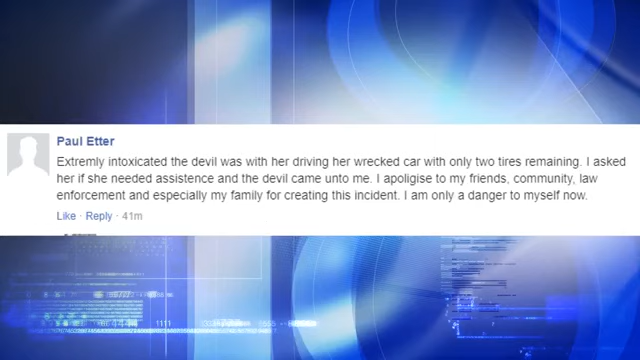 Paul Etter
Extremly intoxicated the devil was with her driving her wrecked car with only two tires remaining. I asked
her if she needed assistence and the devil came unto me. I apoligise to my friends, community, law
enforcement and especially my family for creating this incident. I am only a danger to myself now.
Like · Reply · 41m